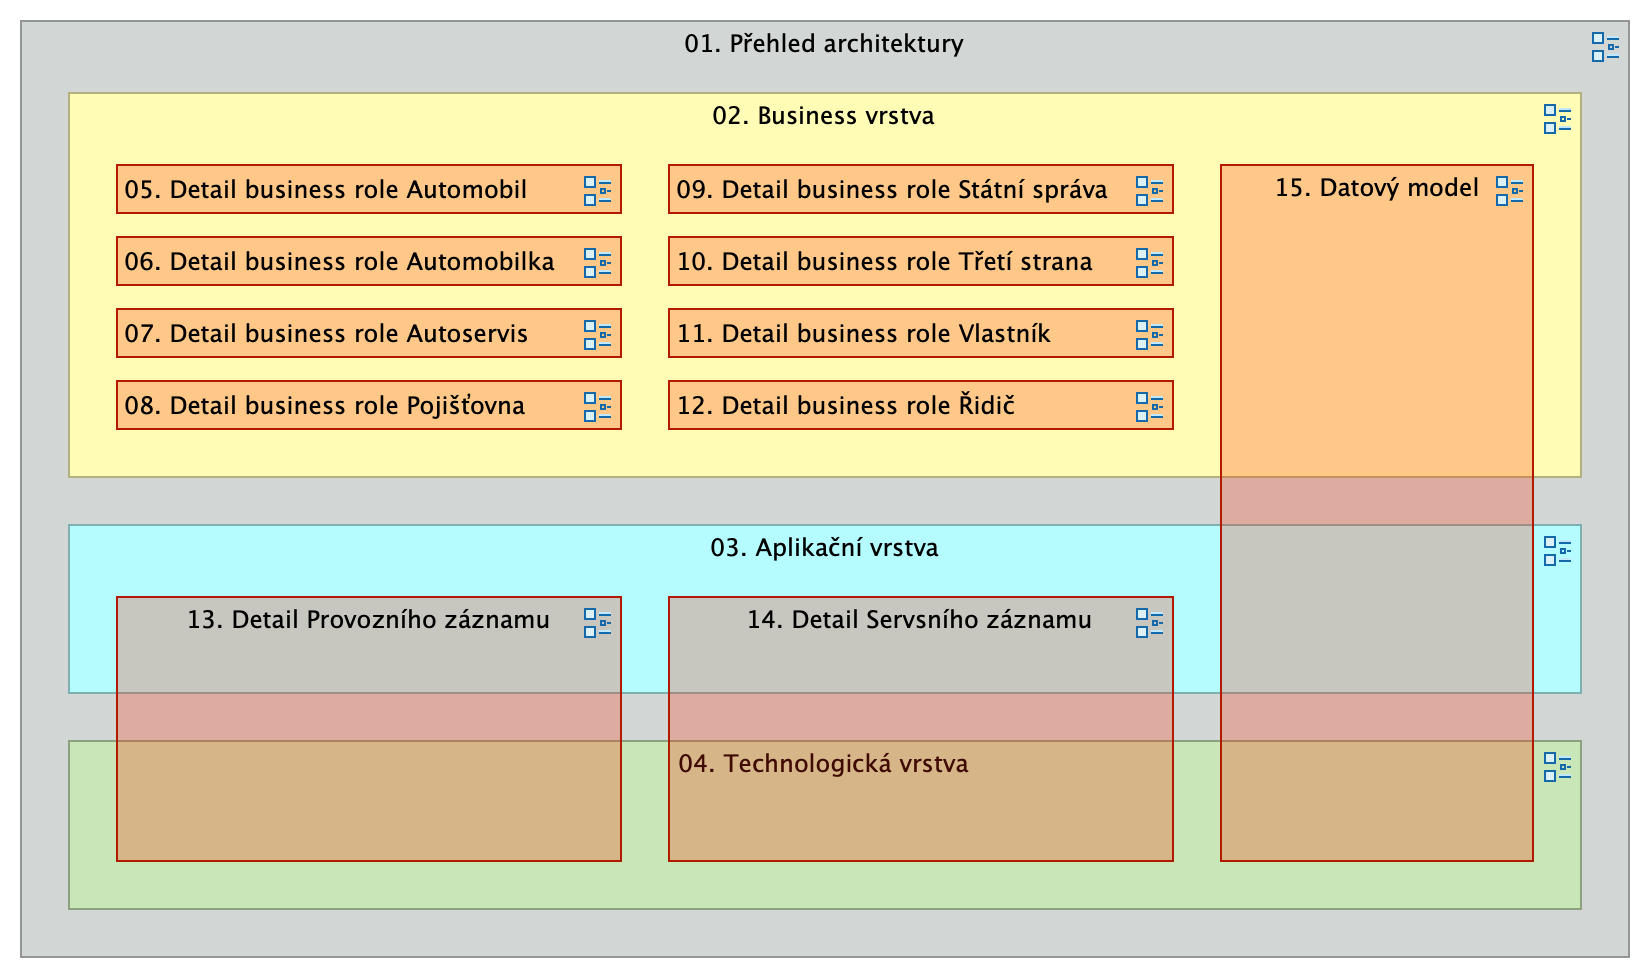 01. Přehled architektury
02. Business vrstva
05. Detail business role Automobil
09. Detail business role Státní správa
15. Datový model
06. Detail business role Automobilka
10. Detail business role Třetí strana
07. Detail business role Autoservis
11. Detail business role Vlastník
08. Detail business role Pojišťovna
12. Detail business role Řidič
03. Aplikační vrstva
13. Detail Provozního záznamu
14. Detail Servsního záznamu
04. Technologická vrstva